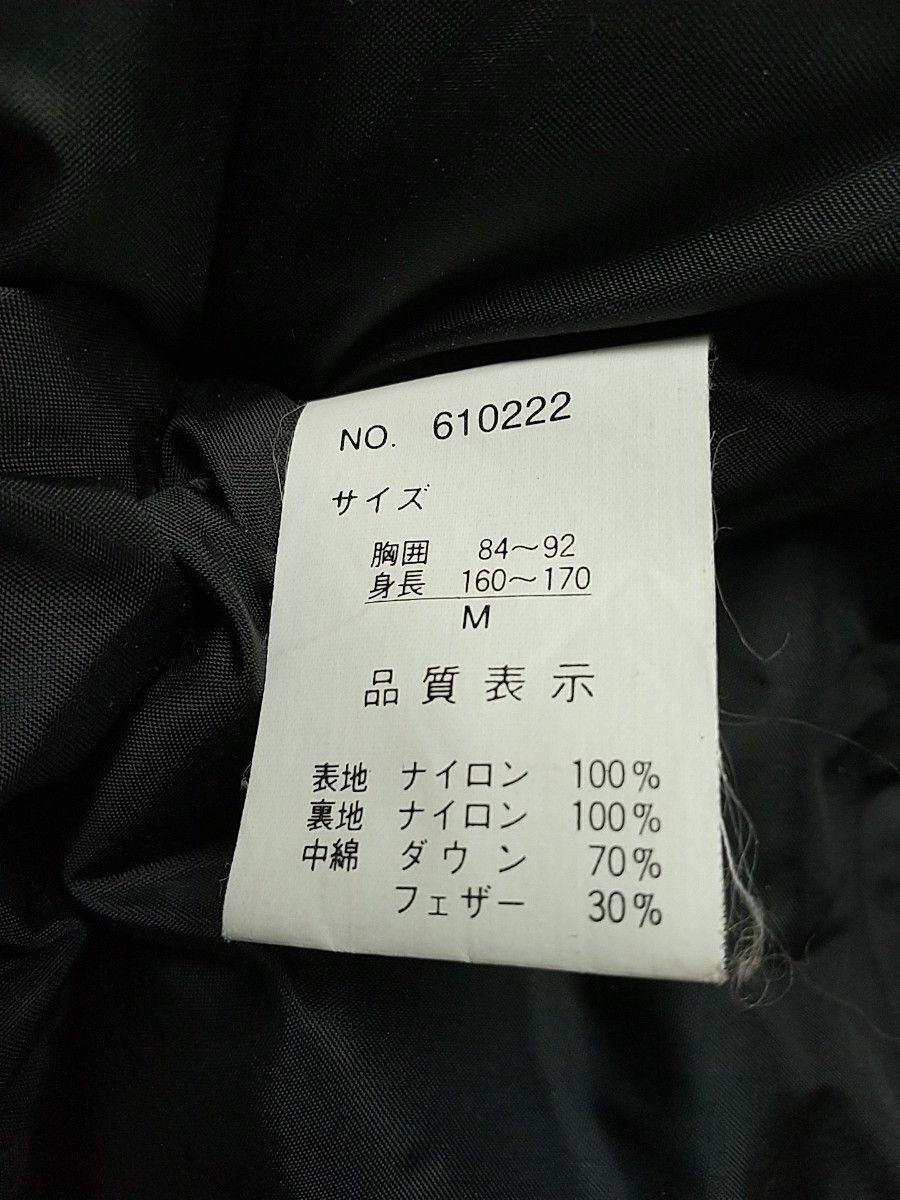 NO. 610222
サイズ
胸囲 84〜92
身長 160〜170
M
品質表示
表地 ナイロン 100%
裏地 ナイロン 100%
中綿 ダウン 70%
フェザー 30%